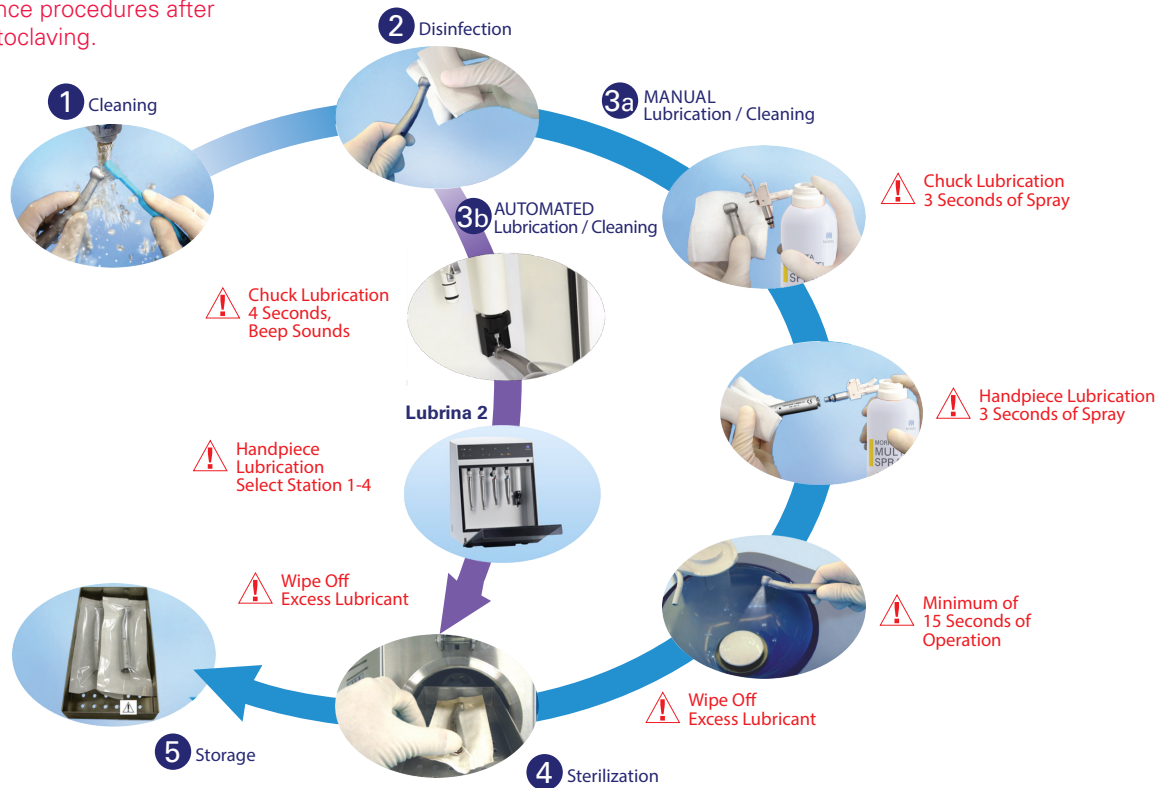 nce procedures after
toclaving.
1 Cleaning
2 Disinfection
3a MANUAL
Lubrication / Cleaning
Chuck Lubrication
3 Seconds of Spray
3b AUTOMATED
Lubrication / Cleaning
Chuck Lubrication
4 Seconds,
Beep Sounds
Handpiece Lubrication
3 Seconds of Spray
MULT
SPRA
Lubrina 2
Handpiece
Lubrication
Select Station 1-4
Wipe Off
Excess Lubricant
Minimum of
15 Seconds of
Operation
Wipe Off
Excess Lubricant
5 Storage
4 Sterilization